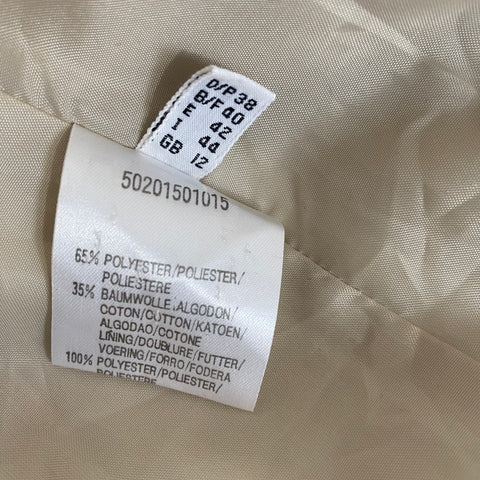 D/P 38
B/F 40
E 42
I 44
GB 12
50201501015
65% POLYESTER/POLIESTER/
POLIESTERE
35% BAUMWOLLE,ALGODON/
COTON/COTTON/KATOEN/
ALGODAO/COTONE
LINING/DOUBLURE/FUTTER/
VOERING/FORRO/FODERA
100% POLYESTER/POLIESTER/
POLIESTERE